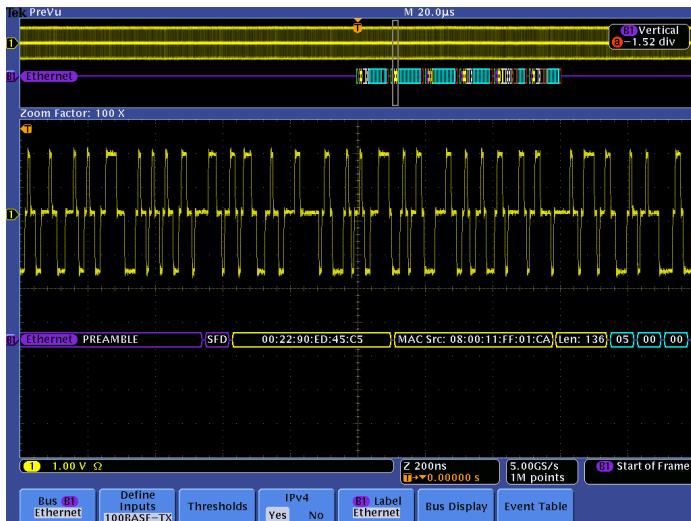 Tek PreVu
M 20.0µs
B1 Vertical
a -1.52 div
1
B1 Ethernet
Zoom Factor: 100 X
T
1
B1 Ethernet PREAMBLE SFD 00:22:90:ED:45:C5 MAC Src: 08:00:11:FF:01:CA Len: 136 05 00 00
1 1.00 V Ω
Z 200ns
T→▼0.00000 s
5.00GS/s
1M points
B1 Start of Frame
Bus B1
Ethernet
Define
Inputs
100BASE-TX
Thresholds
IPv4
Yes No
B1 Label
Ethernet
Bus Display
Event Table